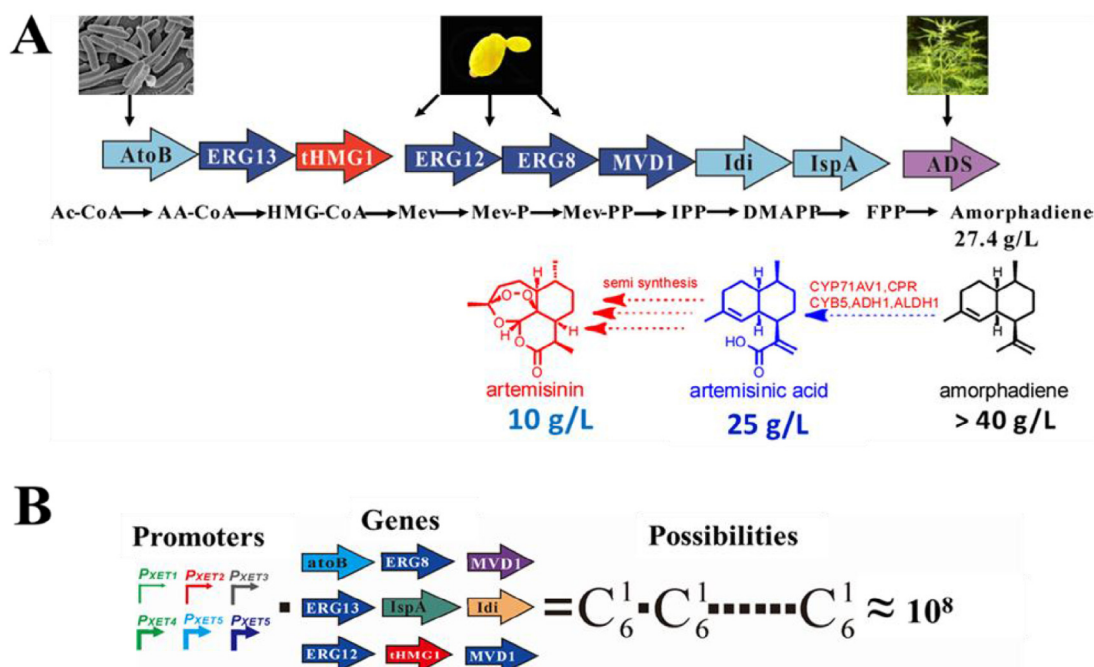 A
AtoB ERG13 tHMG1 ERG12 ERG8 MVD1 Idi IspA ADS
Ac-CoA AA-CoA HMG-CoA Mev Mev-P Mev-PP IPP DMAPP FPP Amorphadiene
27.4 g/L
semi synthesis
CYP71AV1,CPR
CYB5,ADH1,ALDH1
H O O O O H H O
H H HO O
H H
artemisinin artemisinic acid amorphadiene
10 g/L 25 g/L > 40 g/L
B
Promoters Genes Possibilities
PXET1 PXET2 PXET3
PXET4 PXET5 PXET5
atoB ERG8 MVD1
ERG13 IspA Idi
ERG12 tHMG1 MVD1
= C¹₆·C¹₆······C¹₆ ≈ 10⁸